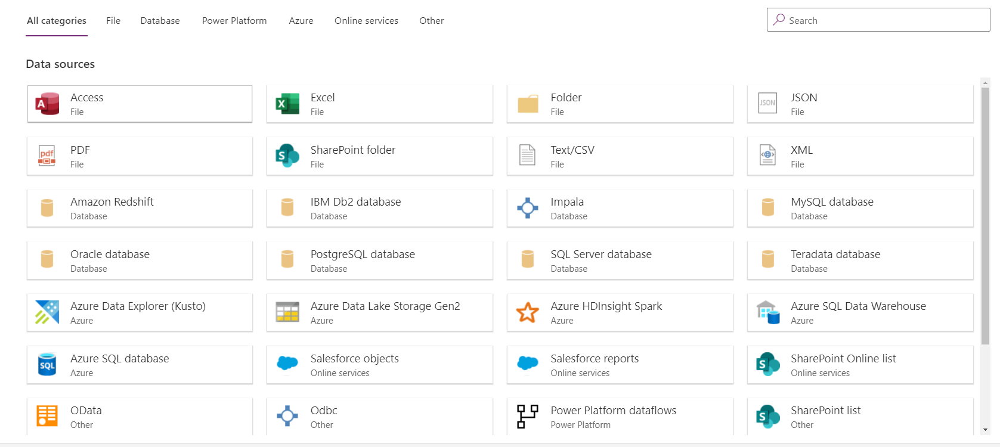 All categories File Database Power Platform Azure Online services Other Search
Data sources
Access Excel Folder JSON
File File File File
PDF SharePoint folder Text/CSV XML
File File File File
Amazon Redshift IBM Db2 database Impala MySQL database
Database Database Database Database
Oracle database PostgreSQL database SQL Server database Teradata database
Database Database Database Database
Azure Data Explorer (Kusto) Azure Data Lake Storage Gen2 Azure HDInsight Spark Azure SQL Data Warehouse
Azure Azure Azure Azure
Azure SQL database Salesforce objects Salesforce reports SharePoint Online list
Azure Online services Online services Online services
OData Odbc Power Platform dataflows SharePoint list
Other Other Power Platform Other